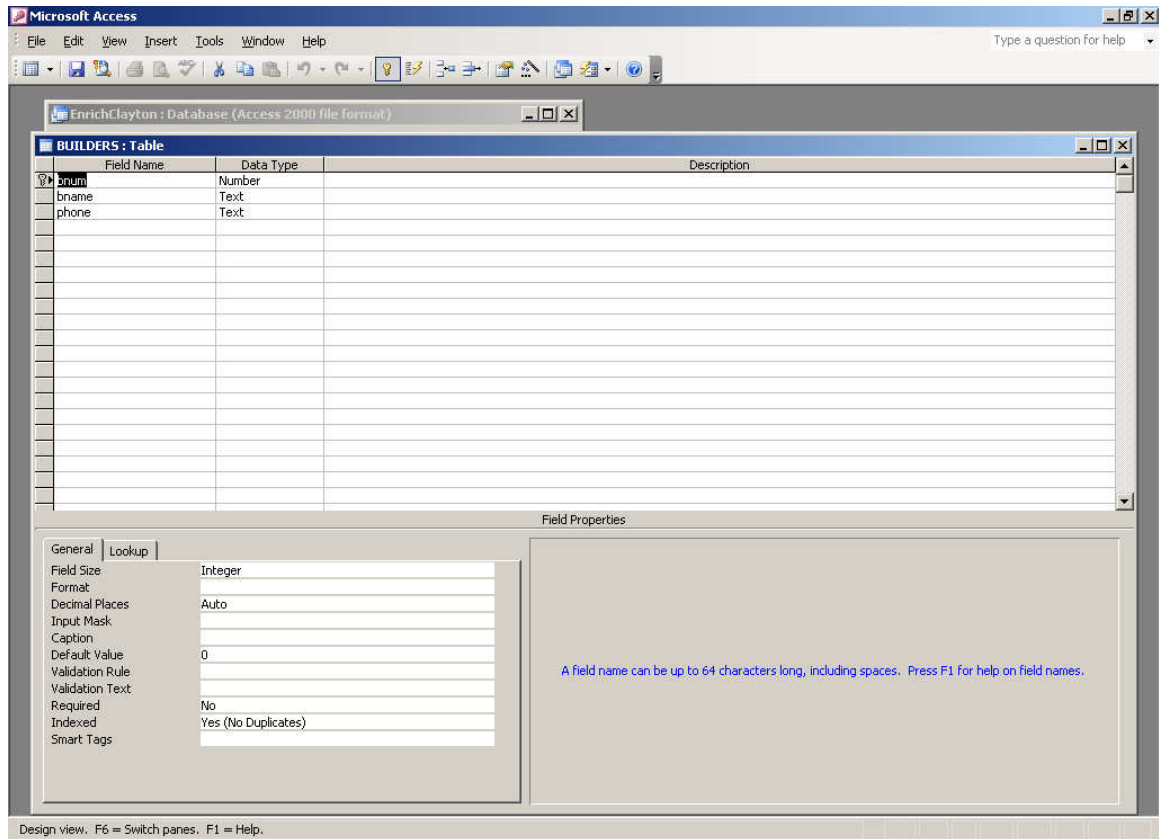 Microsoft Access
File Edit View Insert Tools Window Help Type a question for help
EnrichClayton : Database (Access 2000 file format)
BUILDERS : Table
Field Name Data Type Description
bnum Number
bname Text
phone Text
Field Properties
General Lookup
Field Size Integer
Format
Decimal Places Auto
Input Mask
Caption
Default Value 0
Validation Rule
Validation Text
Required No
Indexed Yes (No Duplicates)
Smart Tags
A field name can be up to 64 characters long, including spaces. Press F1 for help on field names.
Design view. F6 = Switch panes. F1 = Help.